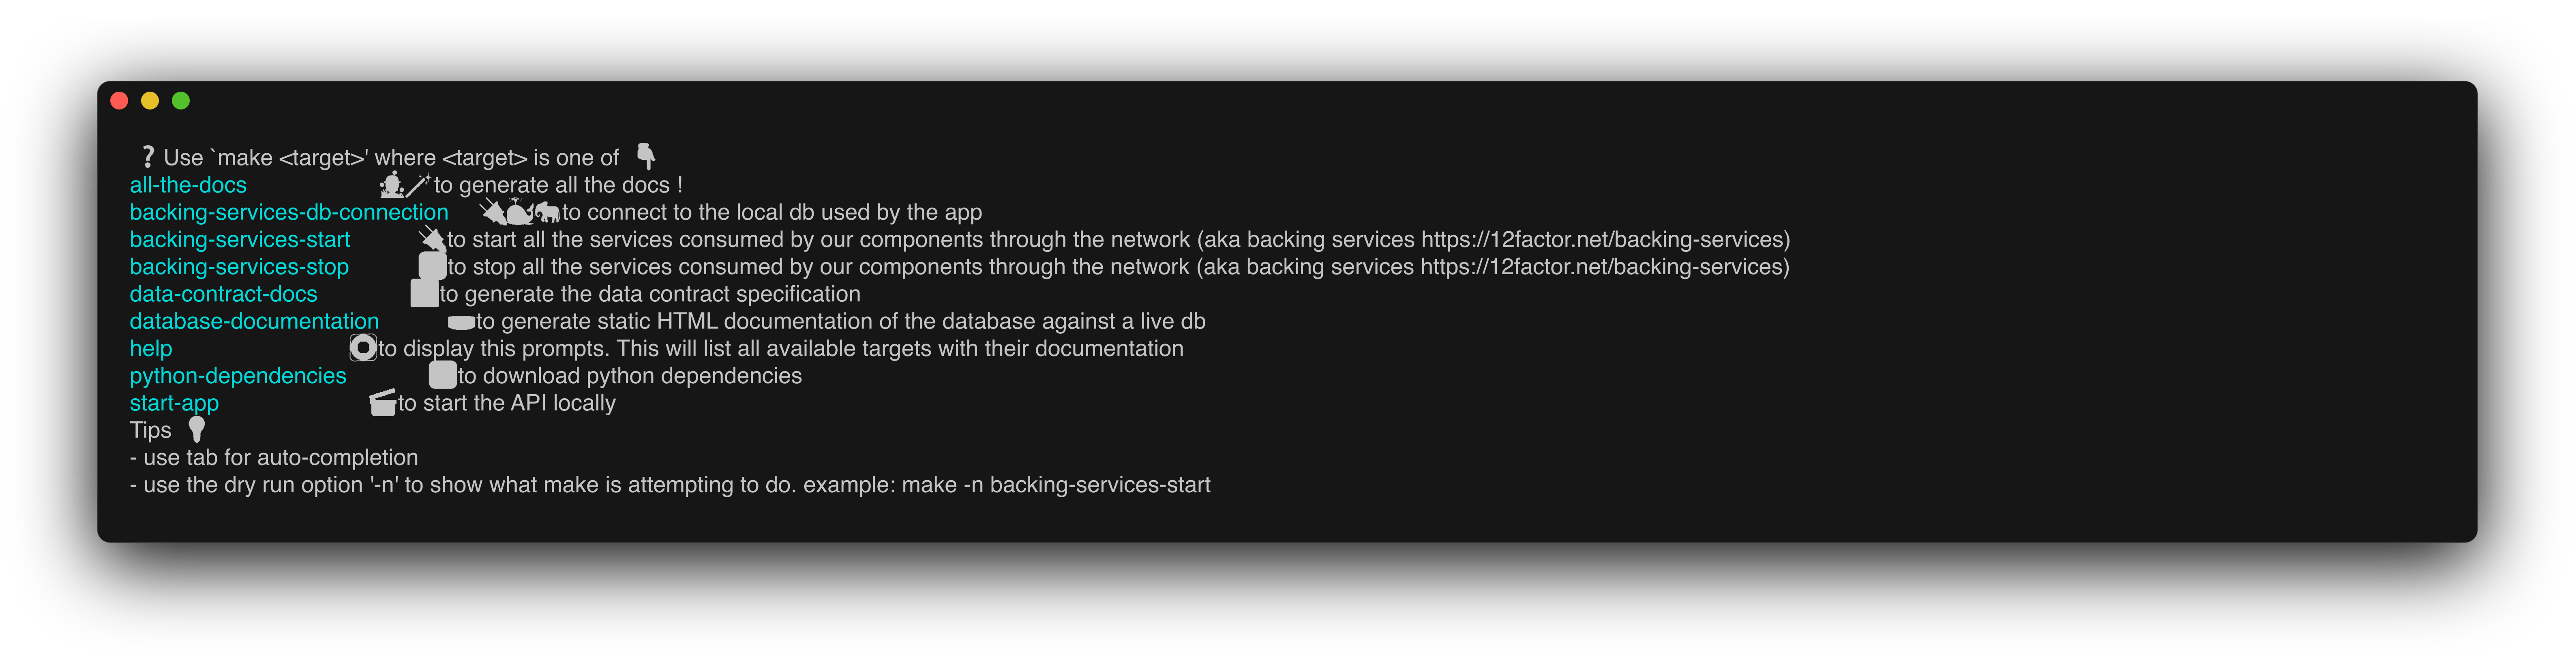 ❓ Use `make <target>' where <target> is one of 👇
all-the-docs to generate all the docs !
backing-services-db-connection 🔌🐳🐘to connect to the local db used by the app
backing-services-start 🔌to start all the services consumed by our components through the network (aka backing services https://12factor.net/backing-services)
backing-services-stop to stop all the services consumed by our components through the network (aka backing services https://12factor.net/backing-services)
data-contract-docs to generate the data contract specification
database-documentation to generate static HTML documentation of the database against a live db
help to display this prompts. This will list all available targets with their documentation
python-dependencies to download python dependencies
start-app to start the API locally
Tips 💡
- use tab for auto-completion
- use the dry run option '-n' to show what make is attempting to do. example: make -n backing-services-start